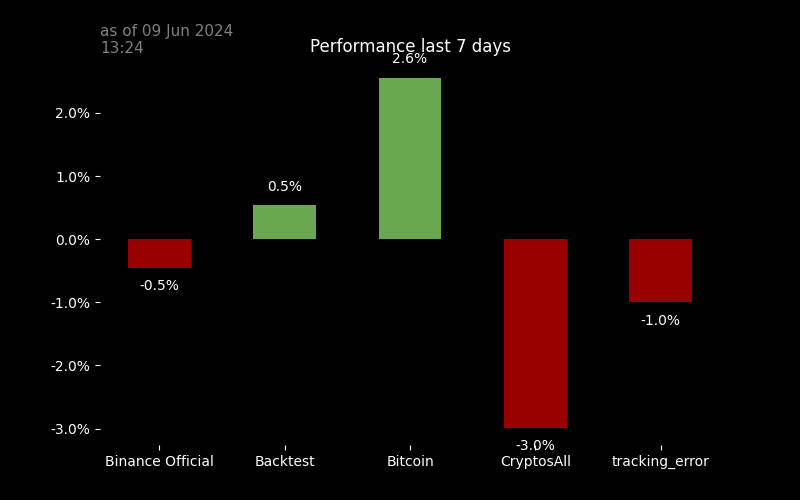 as of 09 Jun 2024
13:24
Performance last 7 days
2.6%
2.0%
1.0%
0.5%
0.0%
-0.5%
-1.0%
-1.0%
-2.0%
-3.0%
-3.0%
Binance Official
Backtest
Bitcoin
CryptosAll
tracking_error